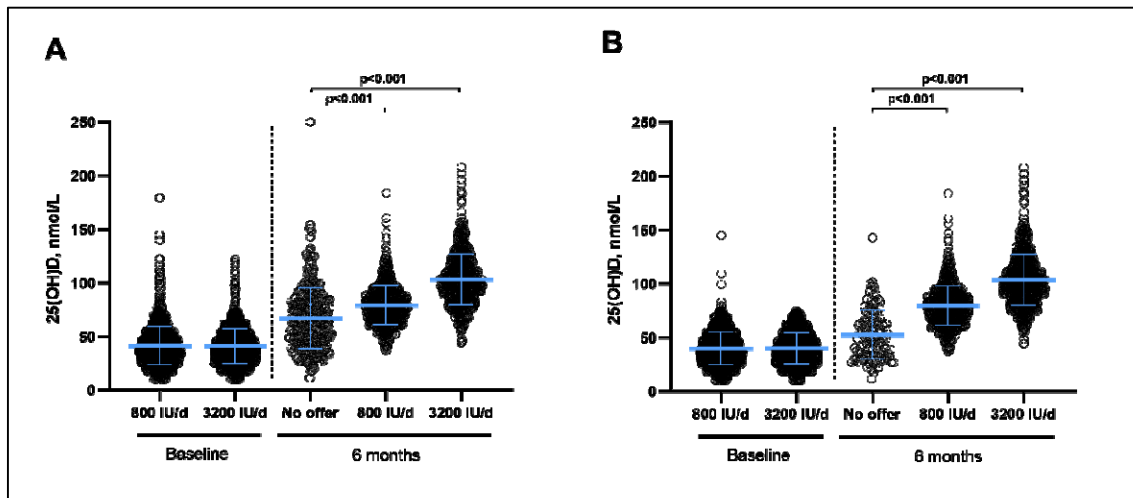 A
p<0.001
p<0.001
25(OH)D, nmol/L
250
200
150
100
50
0
800 IU/d 3200 IU/d No offer 800 IU/d 3200 IU/d
Baseline 6 months
B
p<0.001
p<0.001
25(OH)D, nmol/L
250
200
150
100
50
0
800 IU/d 3200 IU/d No offer 800 IU/d 3200 IU/d
Baseline 6 months